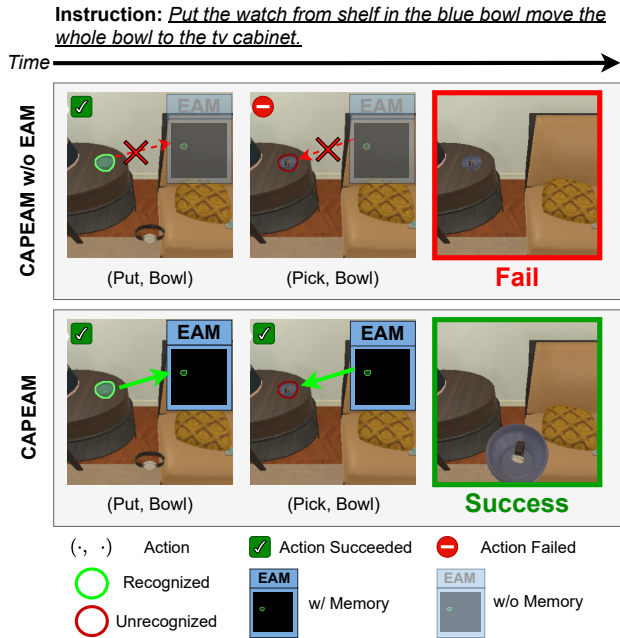 Instruction: Put the watch from shelf in the blue bowl move the
whole bowl to the tv cabinet.
Time
CAPEAM w/o EAM
EAM
EAM
(Put, Bowl)
(Pick, Bowl)
Fail
CAPEAM
EAM
EAM
(Put, Bowl)
(Pick, Bowl)
Success
(·, ·) Action
Action Succeeded
Action Failed
Recognized
Unrecognized
EAM
w/ Memory
EAM
w/o Memory